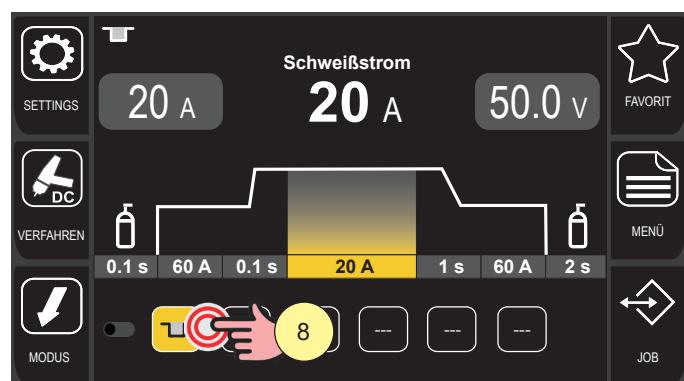 Schweißstrom
SETTINGS
20 A
20 A
50.0 V
FAVORIT
DC
VERFAHREN
MENÜ
0.1 s 60 A 0.1 s 20 A 1 s 60 A 2 s
8
---
---
---
MODUS
JOB